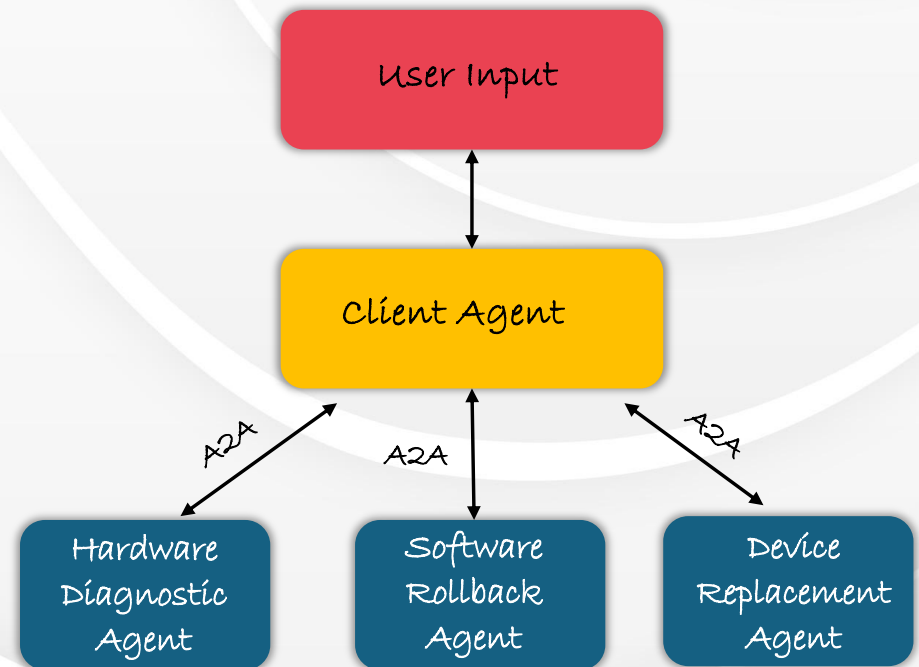 User Input
Client Agent
A2A
A2A
A2A
Hardware
Diagnostic
Agent
Software
Rollback
Agent
Device
Replacement
Agent